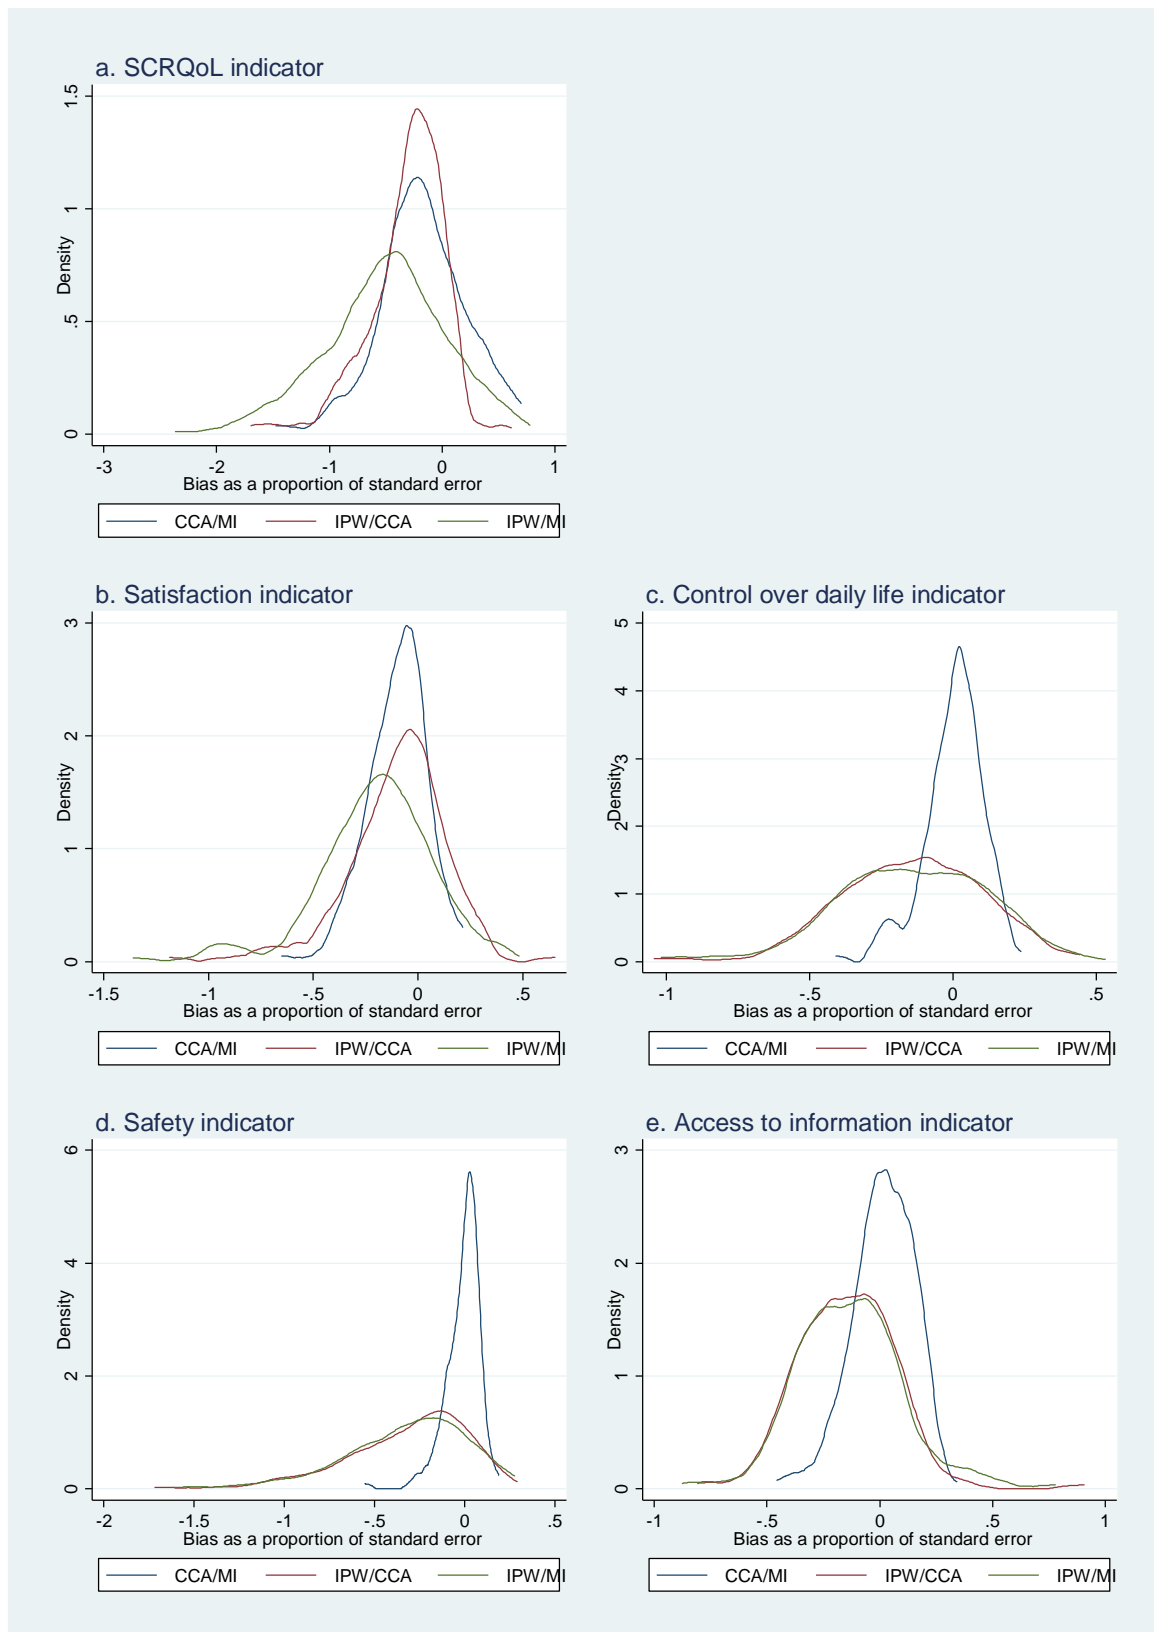 a. SCRQoL indicator
1.5
1
.5
0
Density
-3 -2 -1 0 1
Bias as a proportion of standard error
CCA/MI IPW/CCA IPW/MI
b. Satisfaction indicator
3
2
1
0
Density
-1.5 -1 -.5 0 .5
Bias as a proportion of standard error
CCA/MI IPW/CCA IPW/MI
c. Control over daily life indicator
5
4
3
2
1
0
Density
-1 -.5 0 .5
Bias as a proportion of standard error
CCA/MI IPW/CCA IPW/MI
d. Safety indicator
6
4
2
0
Density
-2 -1.5 -1 -.5 0 .5
Bias as a proportion of standard error
CCA/MI IPW/CCA IPW/MI
e. Access to information indicator
3
2
1
0
Density
-1 -.5 0 .5 1
Bias as a proportion of standard error
CCA/MI IPW/CCA IPW/MI